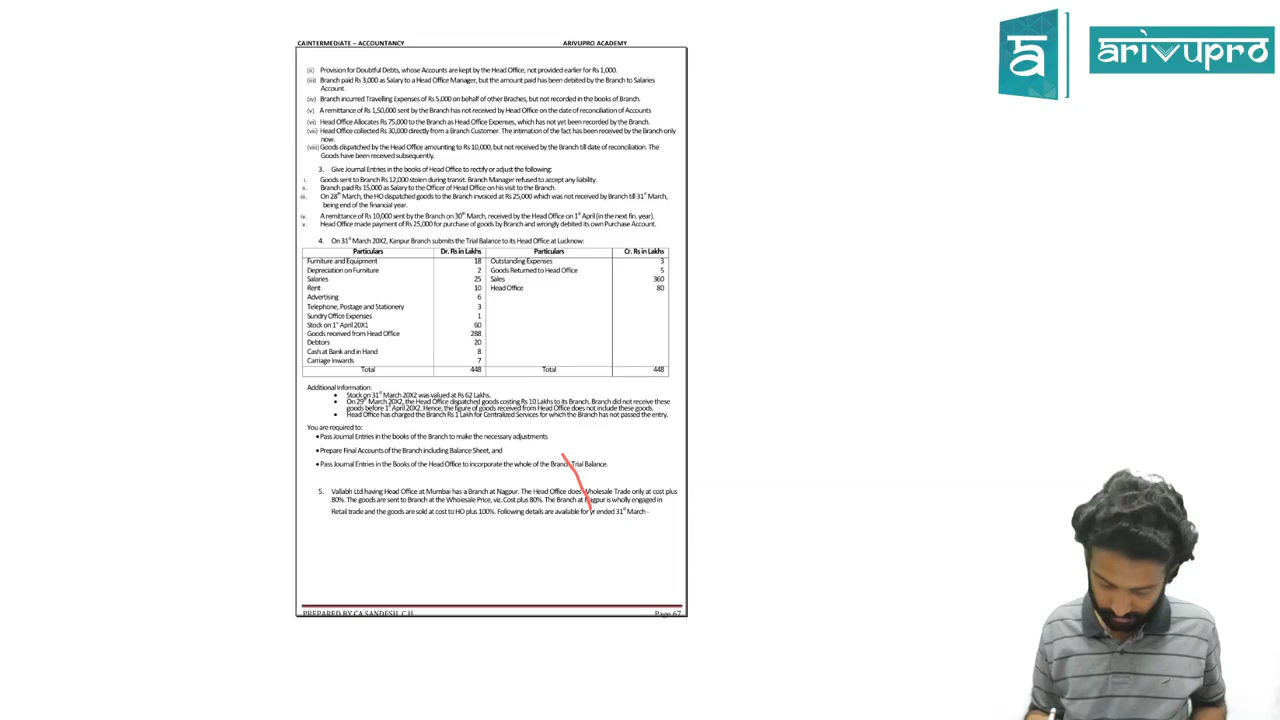 CAINTERMEDIATE – ACCOUNTANCY ARIVUPRO ACADEMY
(ii) Provision for Doubtful Debts, whose Accounts are kept by the Head Office, not provided earlier for Rs 1,000.
(iii) Branch paid Rs 3,000 as Salary to a Head Office Manager, but the amount paid has been debited by the Branch to Salaries
Account.
(iv) Branch incurred Travelling Expenses of Rs 5,000 on behalf of other Braches, but not recorded in the books of Branch.
(v) A remittance of Rs 1,50,000 sent by the Branch has not received by Head Office on the date of reconciliation of Accounts
(vi) Head Office Allocates Rs 75,000 to the Branch as Head Office Expenses, which has not yet been recorded by the Branch.
(vii) Head Office collected Rs 30,000 directly from a Branch Customer. The intimation of the fact has been received by the Branch only
now.
(viii) Goods dispatched by the Head Office amounting to Rs 10,000, but not received by the Branch till date of reconciliation. The
Goods have been received subsequently.
3. Give Journal Entries in the books of Head Office to rectify or adjust the following:
i. Goods sent to Branch Rs 12,000 stolen during transit. Branch Manager refused to accept any liability.
ii. Branch paid Rs 15,000 as Salary to the Officer of Head Office on his visit to the Branch.
iii. On 28th March, the HO dispatched goods to the Branch invoiced at Rs 25,000 which was not received by Branch till 31st March,
being end of the financial year.
iv. A remittance of Rs 10,000 sent by the Branch on 30th March, received by the Head Office on 1st April (in the next fin. year).
v. Head Office made payment of Rs 25,000 for purchase of goods by Branch and wrongly debited its own Purchase Account.
4. On 31st March 20X2, Kanpur Branch submits the Trial Balance to its Head Office at Lucknow:
Particulars Dr. Rs in Lakhs Particulars Cr. Rs in Lakhs
Furniture and Equipment 18 Outstanding Expenses 3
Depreciation on Furniture 2 Goods Returned to Head Office 5
Salaries 25 Sales 360
Rent 10 Head Office 80
Advertising 6
Telephone, Postage and Stationery 3
Sundry Office Expenses 1
Stock on 1st April 20X1 60
Goods received from Head Office 288
Debtors 20
Cash at Bank and in Hand 8
Carriage Inwards 7
Total 448 Total 448
Additional Information:
• Stock on 31st March 20X2 was valued at Rs 62 Lakhs.
• On 29th March 20X2, the Head Office dispatched goods costing Rs 10 Lakhs to its Branch. Branch did not receive these
goods before 1st April 20X2. Hence, the figure of goods received from Head Office does not include these goods.
• Head Office has charged the Branch Rs 1 Lakh for Centralized Services for which the Branch has not passed the entry.
You are required to:
• Pass Journal Entries in the books of the Branch to make the necessary adjustments
• Prepare Final Accounts of the Branch including Balance Sheet, and
• Pass Journal Entries in the Books of the Head Office to incorporate the whole of the Branch Trial Balance.
5. Vallabh Ltd having Head Office at Mumbai has a Branch at Nagpur. The Head Office does Wholesale Trade only at cost plus
80%. The goods are sent to Branch at the Wholesale Price, viz. Cost plus 80%. The Branch at Nagpur is wholly engaged in
Retail trade and the goods are sold at cost to HO plus 100%. Following details are available for yr ended 31st March -
PREPARED BY CA SANDESH .C.H Page 67
arivupro